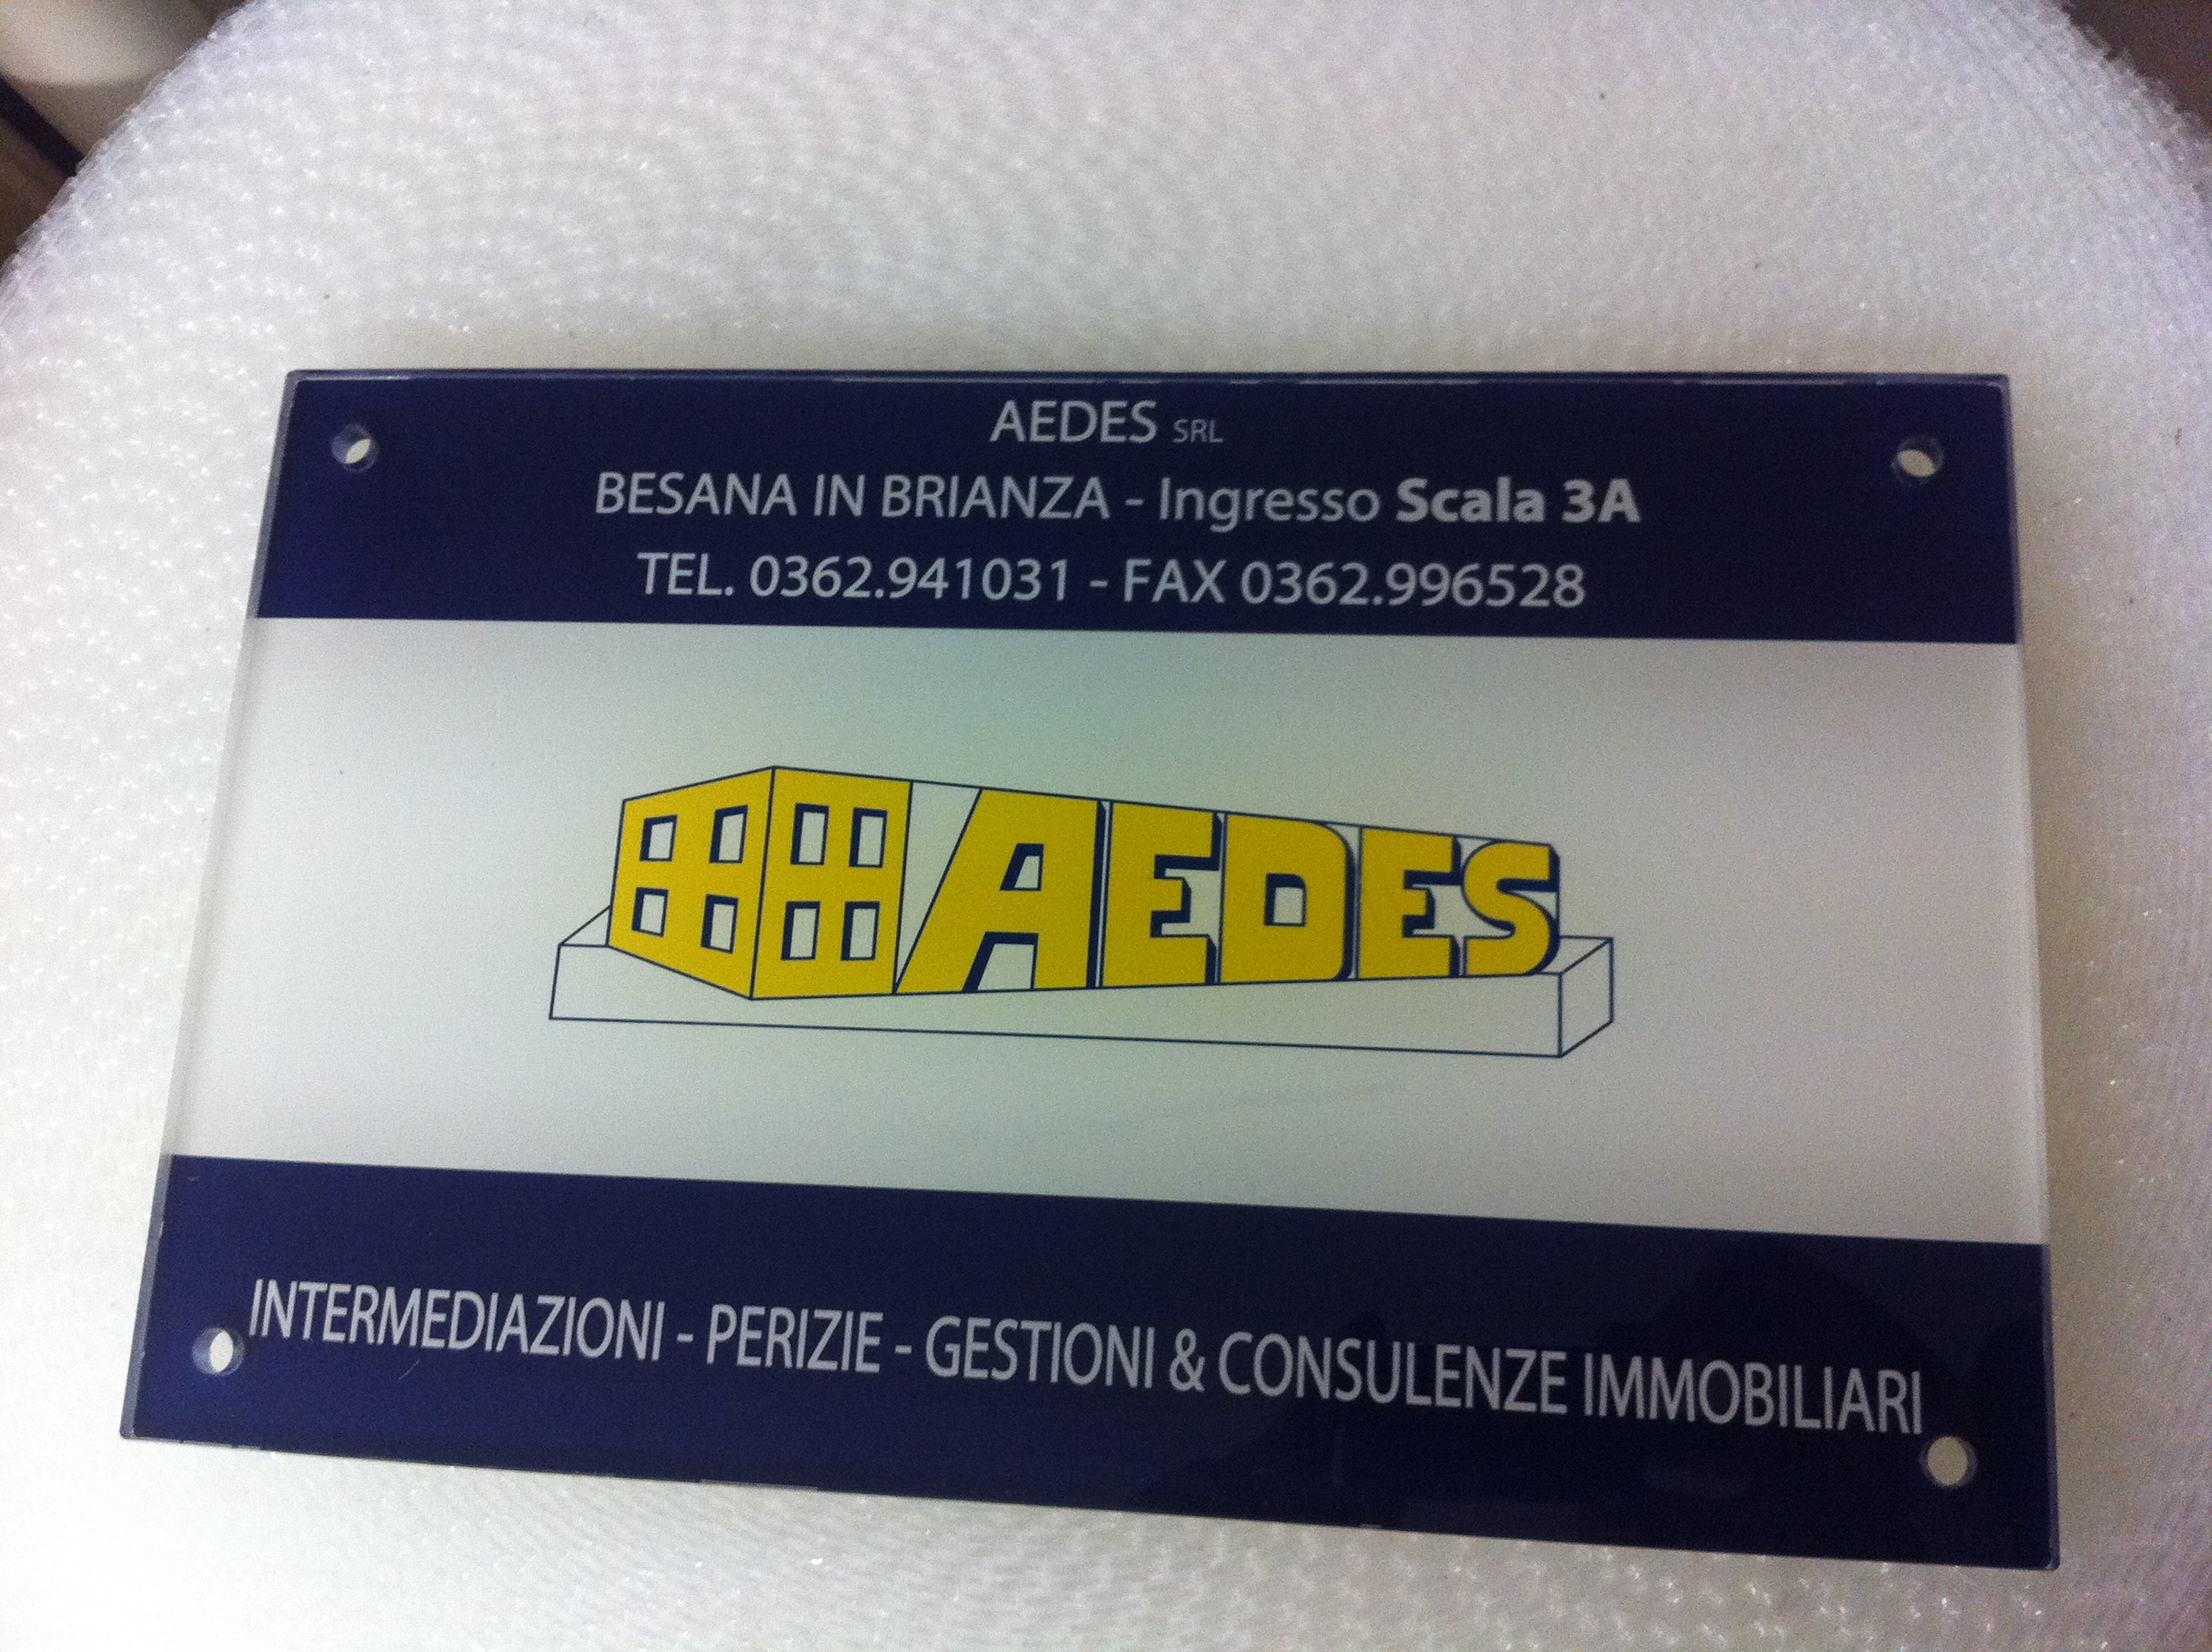 AEDES SRL
BESANA IN BRIANZA - Ingresso Scala 3A
TEL. 0362.941031 - FAX 0362.996528
AEDES
INTERMEDIAZIONI - PERIZIE - GESTIONI & CONSULENZE IMMOBILIARI